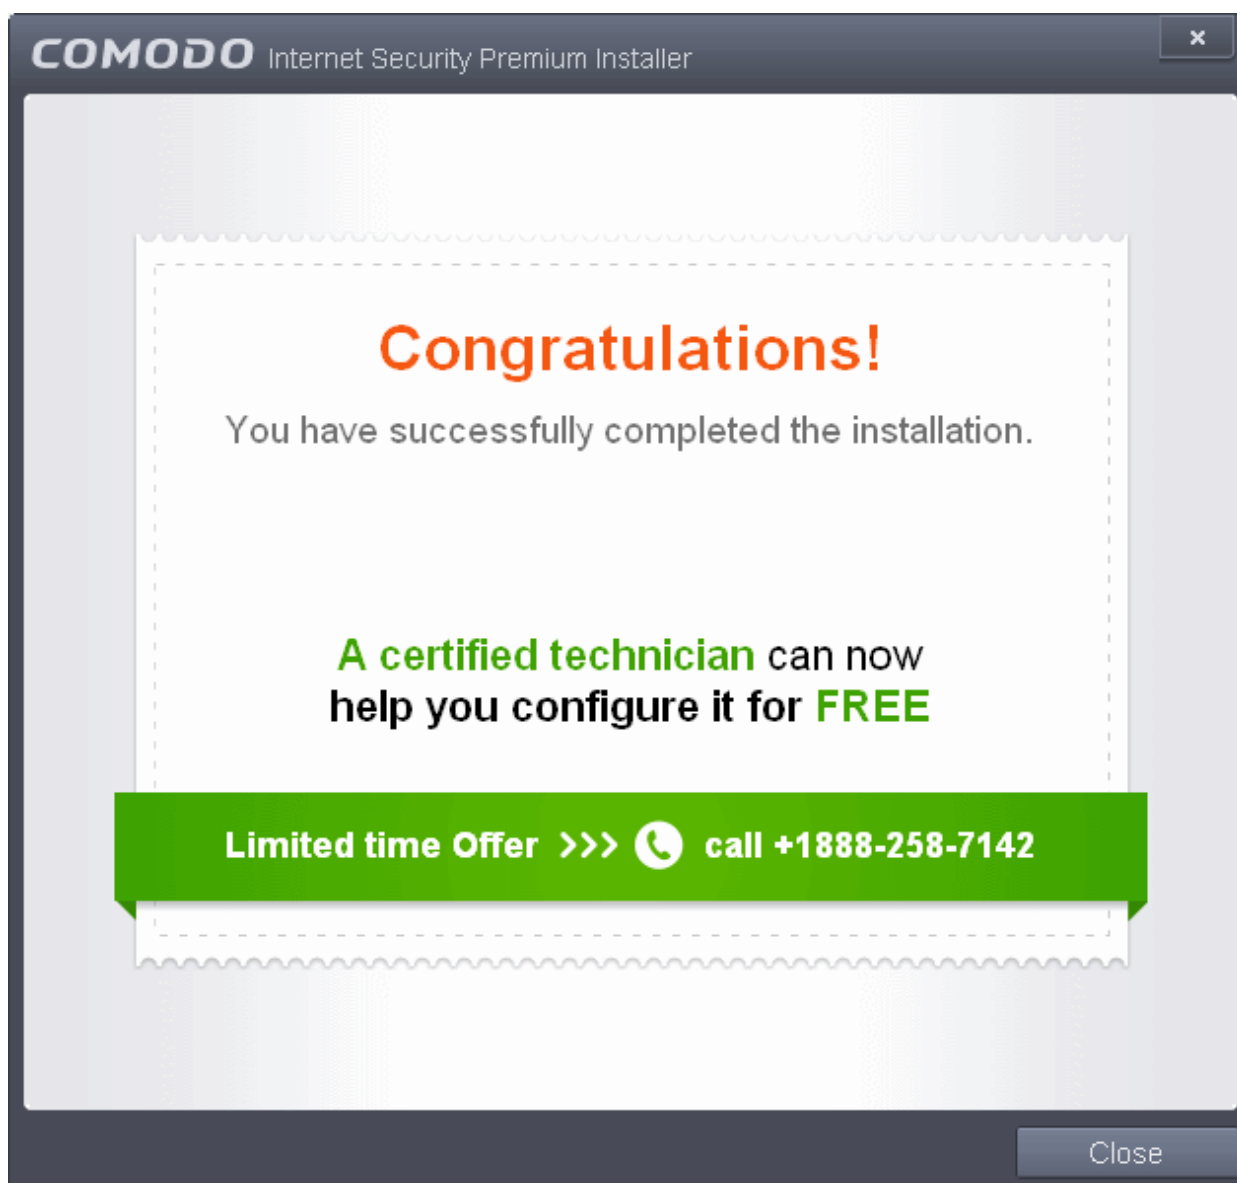 COMODO Internet Security Premium Installer
Congratulations!
You have successfully completed the installation.
A certified technician can now
help you configure it for FREE
Limited time Offer >>> call +1888-258-7142
Close